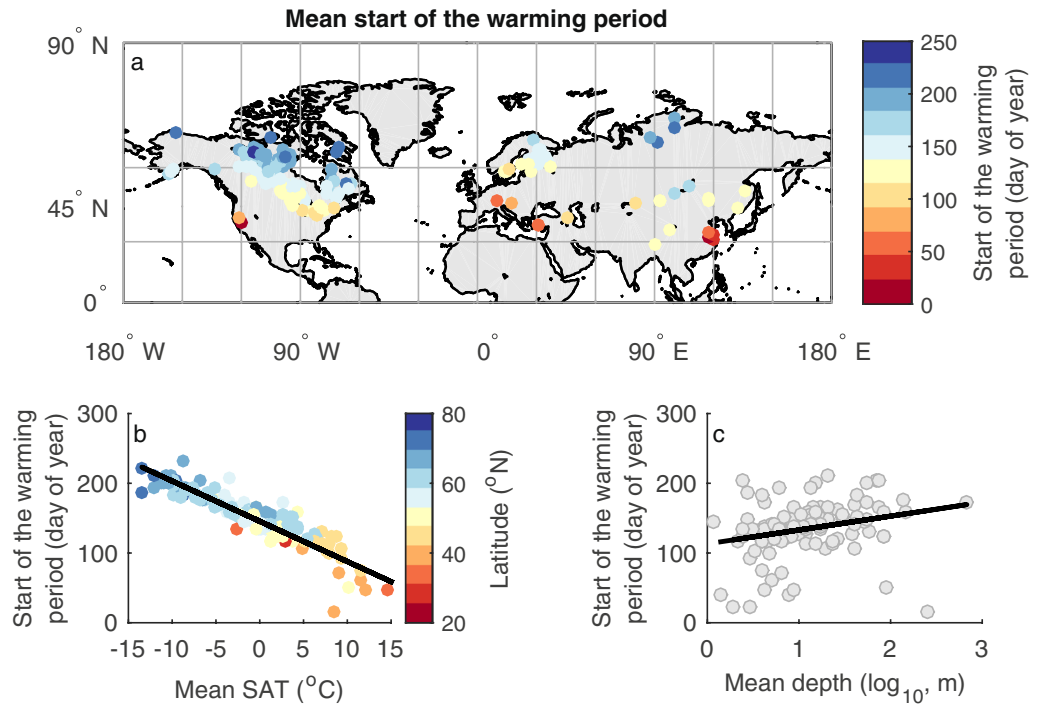 Mean start of the warming period
90° N
45° N
0°
a
180° W
90° W
0°
90° E
180° E
250
200
150
100
50
0
Start of the warming
period (day of year)
300
200
100
0
b
-15
-10
-5
0
5
10
15
Start of the warming
period (day of year)
Mean SAT (°C)
80
60
40
20
Latitude (°N)
300
200
100
0
c
0
1
2
3
Start of the warming
period (day of year)
Mean depth (log10, m)